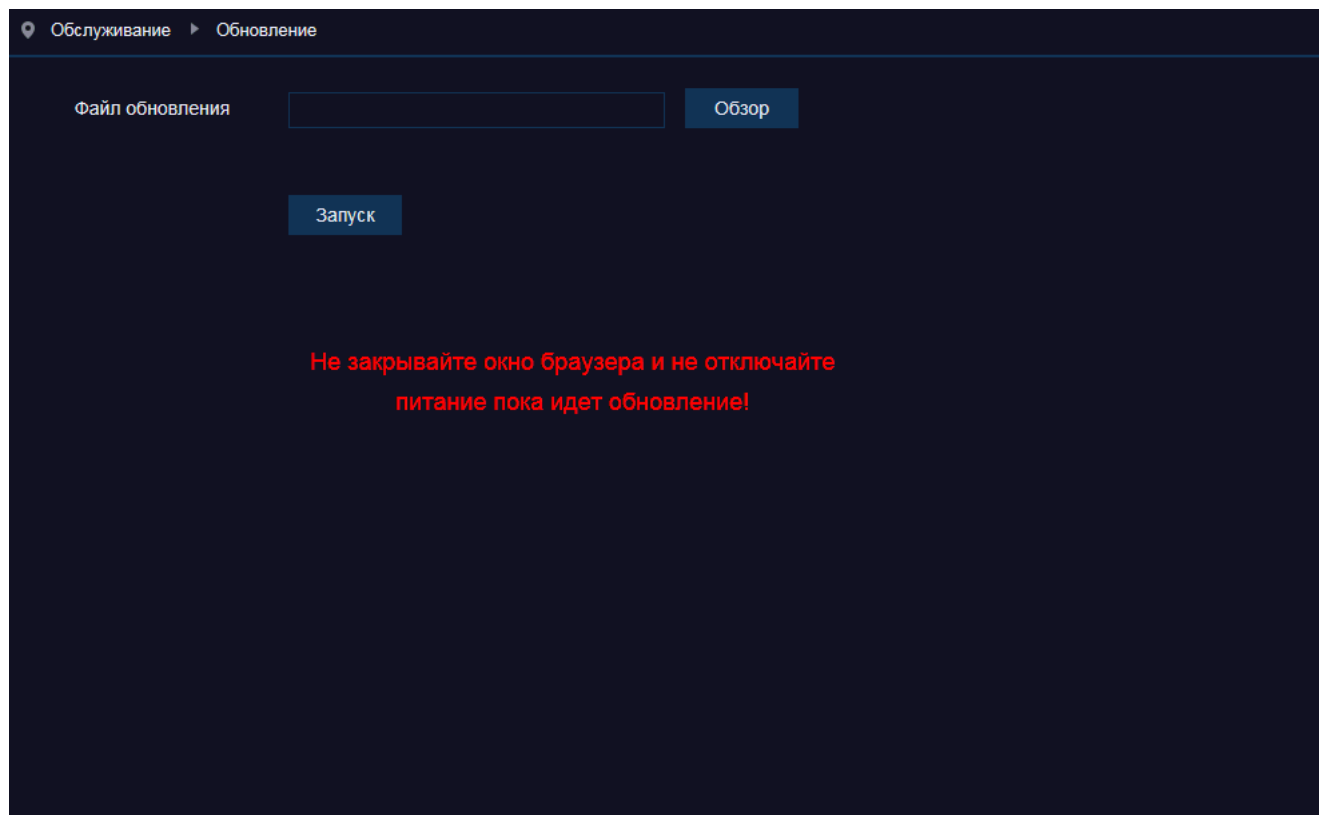 Обслуживание Обновление
Файл обновления Обзор
Запуск
Не закрывайте окно браузера и не отключайте
питание пока идет обновление!